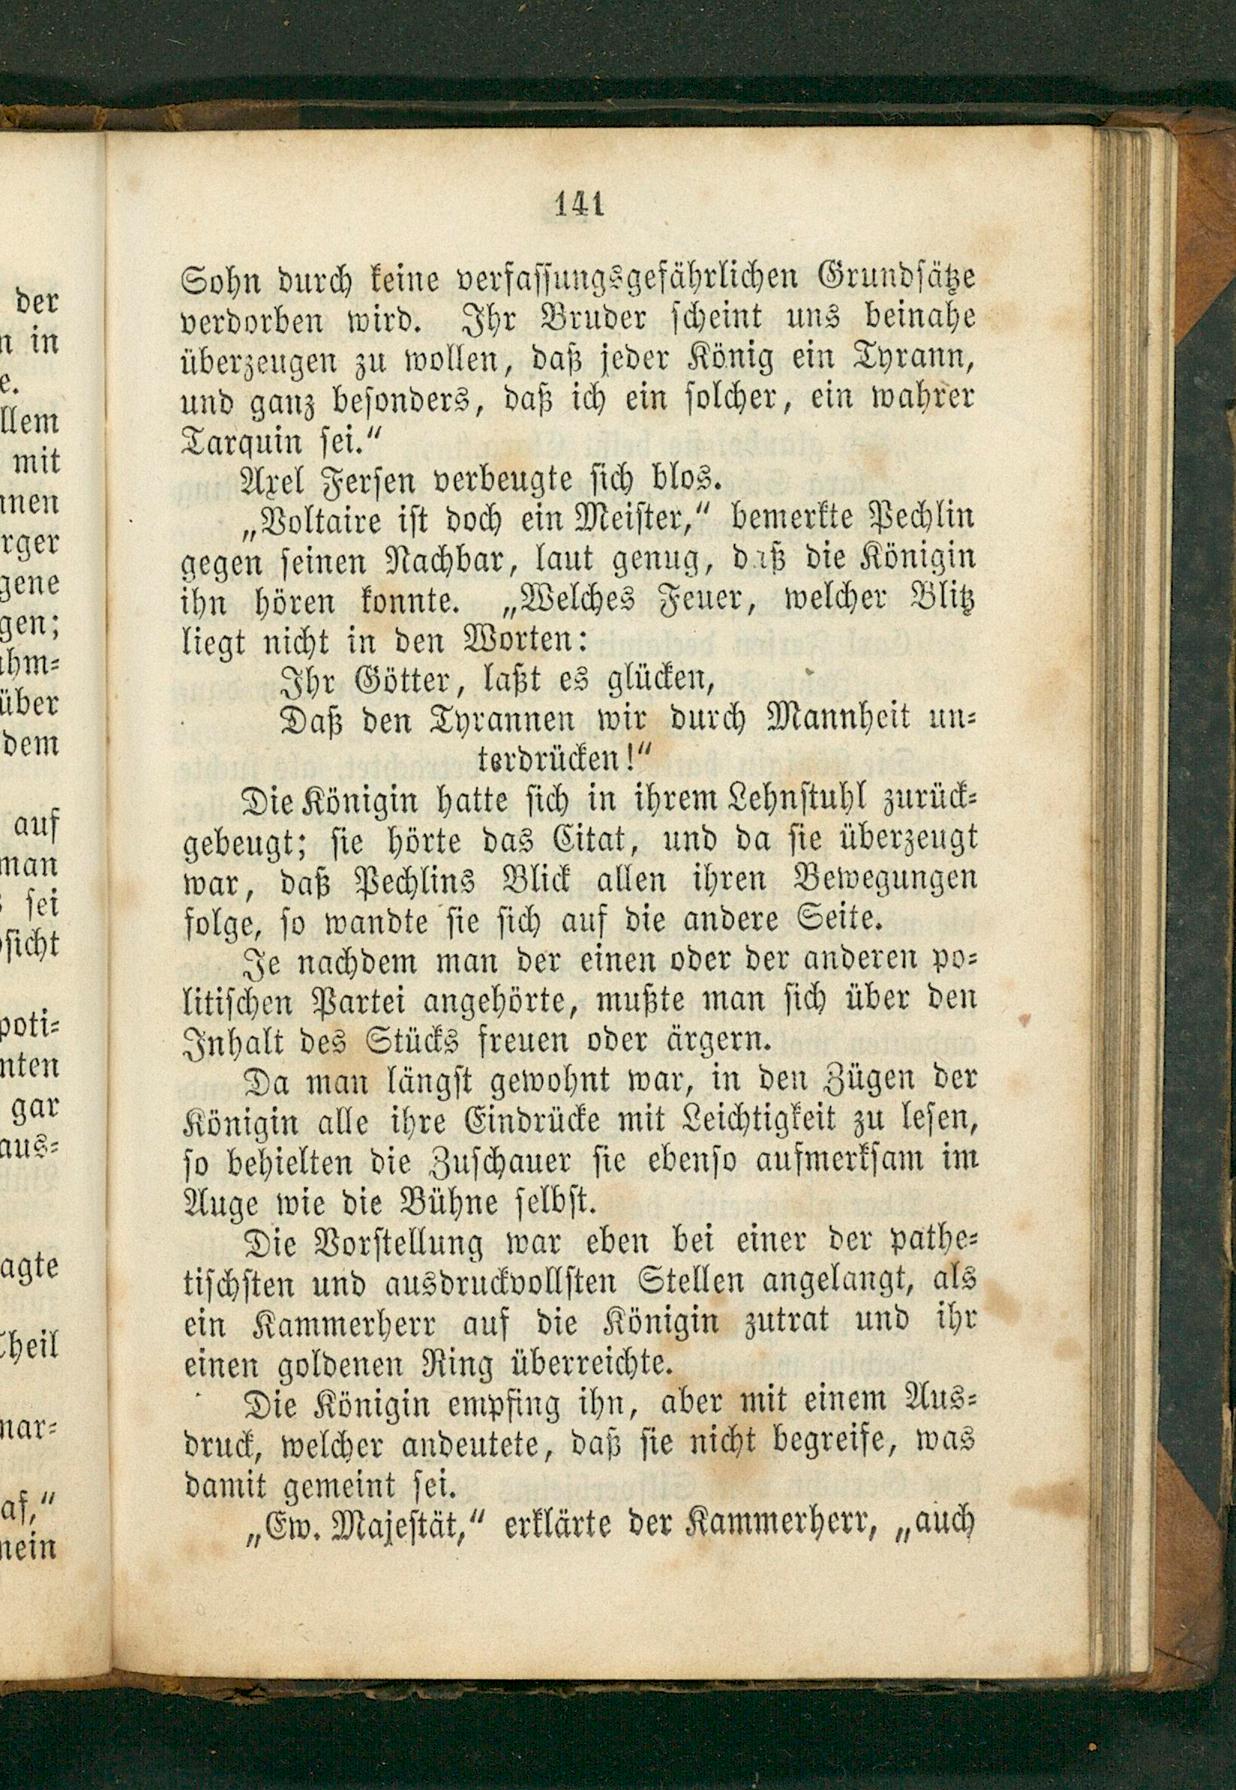 141
Sohn durch keine verfassungsgefährlichen Grundsätze
verdorben wird. Ihr Bruder scheint uns beinahe
überzeugen zu wollen, daß jeder König ein Tyrann,
und ganz besonders, daß ich ein solcher, ein wahrer
Tarquin sei.“
Axel Fersen verbeugte sich blos.
„Voltaire ist doch ein Meister,“ bemerkte Pechlin
gegen seinen Nachbar, laut genug, daß die Königin
ihn hören konnte. „Welches Feuer, welcher Blitz
liegt nicht in den Worten:
Ihr Götter, laßt es glücken,
Daß den Tyrannen wir durch Mannheit un-
terdrücken!“
Die Königin hatte sich in ihrem Lehnstuhl zurück-
gebeugt; sie hörte das Citat, und da sie überzeugt
war, daß Pechlins Blick allen ihren Bewegungen
folge, so wandte sie sich auf die andere Seite.
Je nachdem man der einen oder der anderen po-
litischen Partei angehörte, mußte man sich über den
Inhalt des Stücks freuen oder ärgern.
Da man längst gewohnt war, in den Zügen der
Königin alle ihre Eindrücke mit Leichtigkeit zu lesen,
so behielten die Zuschauer sie ebenso aufmerksam im
Auge wie die Bühne selbst.
Die Vorstellung war eben bei einer der pathe-
tischsten und ausdruckvollsten Stellen angelangt, als
ein Kammerherr auf die Königin zutrat und ihr
einen goldenen Ring überreichte.
Die Königin empfing ihn, aber mit einem Aus-
druck, welcher andeutete, daß sie nicht begreife, was
damit gemeint sei.
„Ew. Majestät,“ erklärte der Kammerherr, „auch